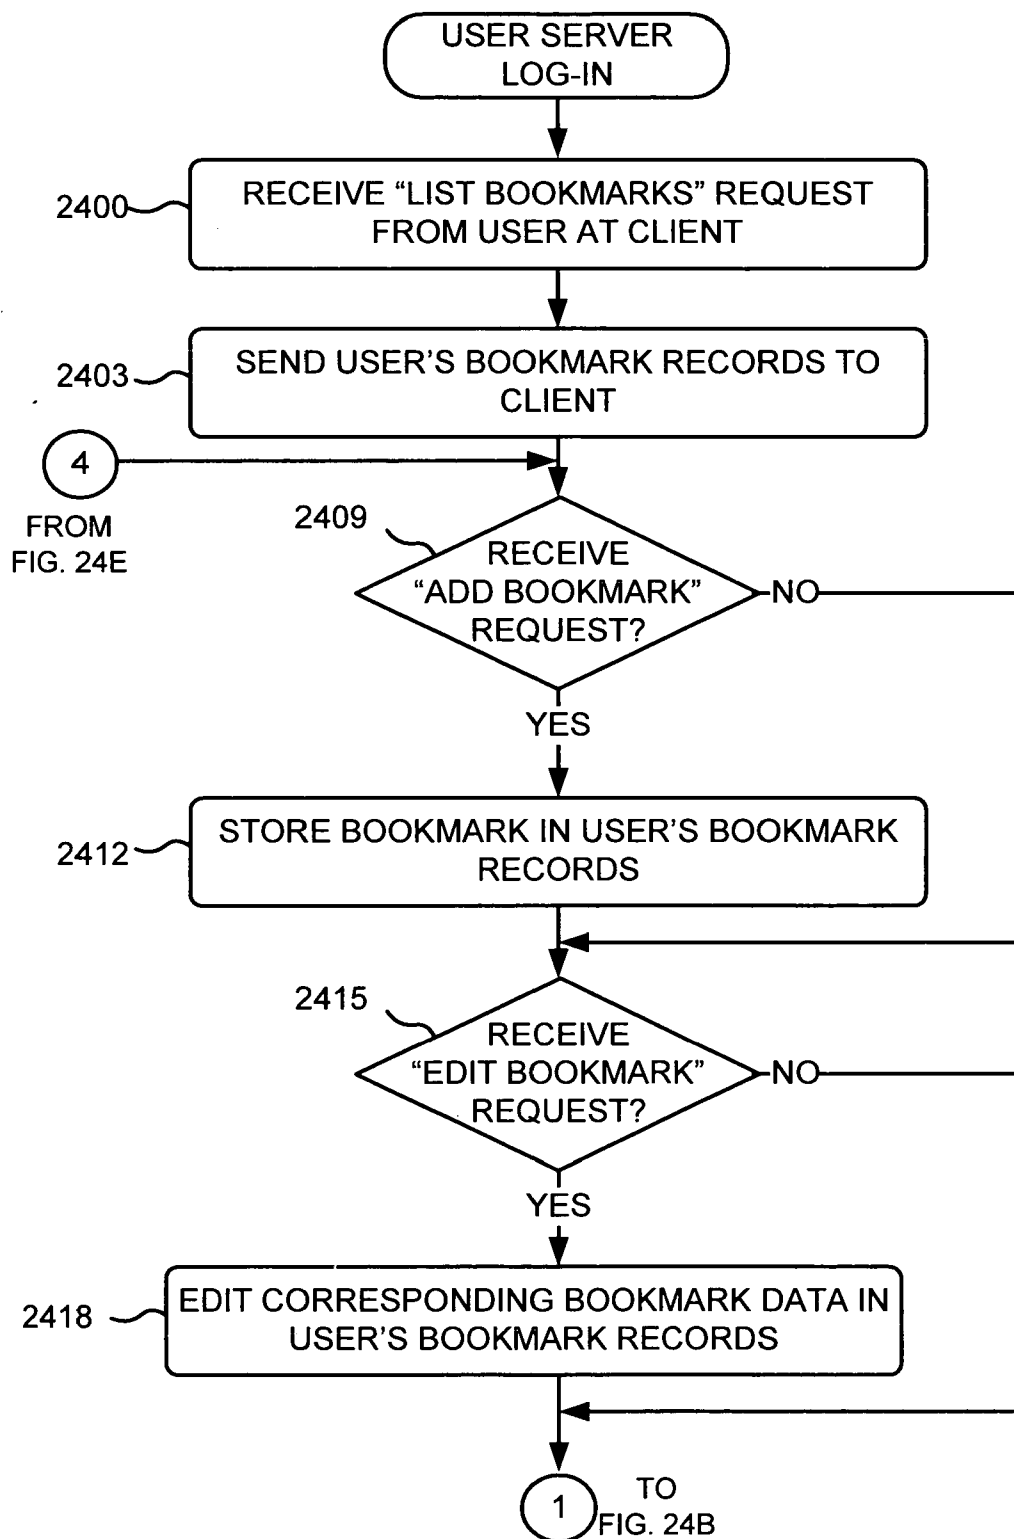 USER SERVER
LOG-IN
2400
RECEIVE “LIST BOOKMARKS” REQUEST
FROM USER AT CLIENT
2403
SEND USER'S BOOKMARK RECORDS TO
CLIENT
4
FROM
FIG. 24E
2409
RECEIVE
“ADD BOOKMARK”
REQUEST?
NO
YES
2412
STORE BOOKMARK IN USER'S BOOKMARK
RECORDS
2415
RECEIVE
“EDIT BOOKMARK”
REQUEST?
NO
YES
2418
EDIT CORRESPONDING BOOKMARK DATA IN
USER'S BOOKMARK RECORDS
1
TO
FIG. 24B